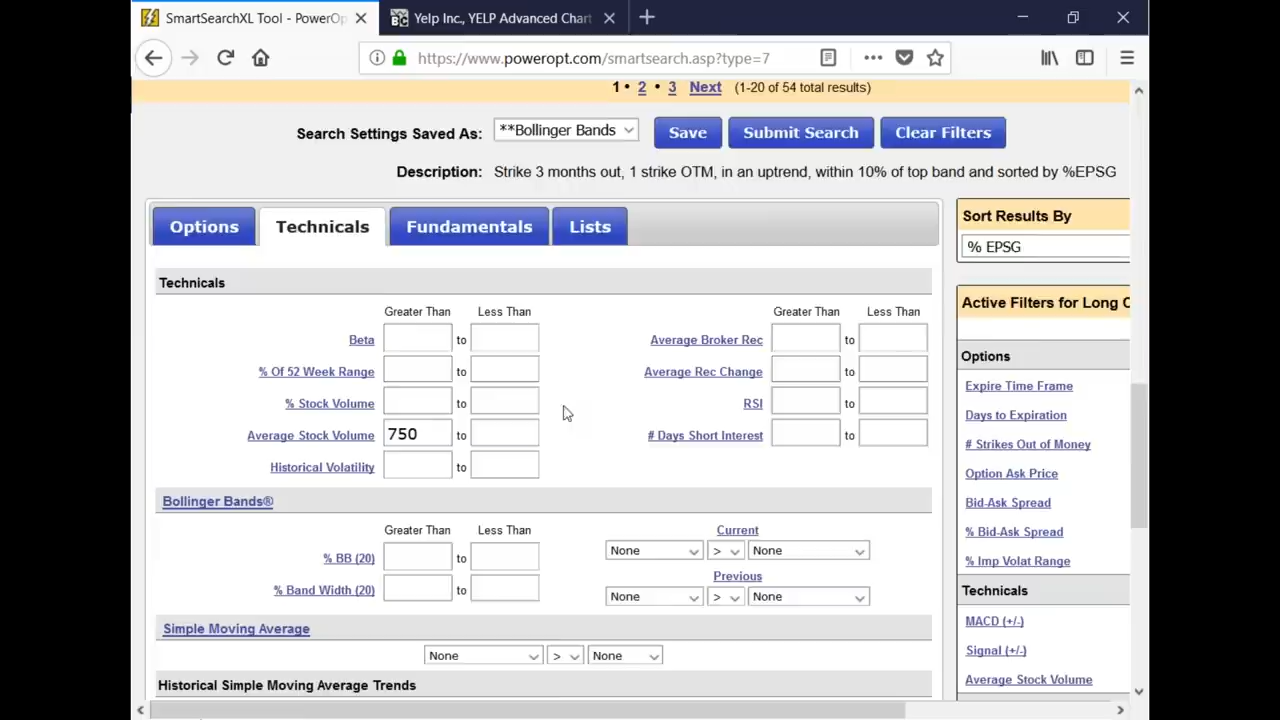 SmartSearchXL Tool - PowerOp
Yelp Inc., YELP Advanced Chart
https://www.poweropt.com/smartsearch.asp?type=7
1 • 2 • 3 Next (1-20 of 54 total results)
Search Settings Saved As: **Bollinger Bands Save Submit Search Clear Filters
Description: Strike 3 months out, 1 strike OTM, in an uptrend, within 10% of top band and sorted by %EPSG
Options Technicals Fundamentals Lists
Technicals
Greater Than Less Than Greater Than Less Than
Beta to Average Broker Rec to
% Of 52 Week Range to Average Rec Change to
% Stock Volume to RSI to
Average Stock Volume 750 to # Days Short Interest to
Historical Volatility to
Bollinger Bands®
Greater Than Less Than Current
% BB (20) to None > None
Previous
% Band Width (20) to None > None
Simple Moving Average
None > None
Historical Simple Moving Average Trends
Sort Results By
% EPSG
Active Filters for Long C
Options
Expire Time Frame
Days to Expiration
# Strikes Out of Money
Option Ask Price
Bid-Ask Spread
% Bid-Ask Spread
% Imp Volat Range
Technicals
MACD (+/-)
Signal (+/-)
Average Stock Volume